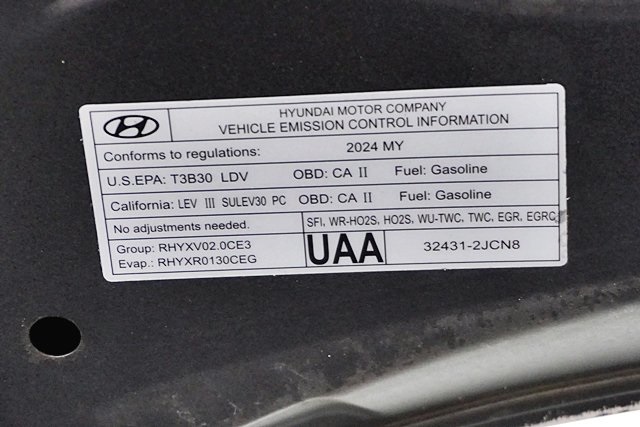 HYUNDAI MOTOR COMPANY
VEHICLE EMISSION CONTROL INFORMATION
Conforms to regulations: 2024 MY
U.S.EPA: T3B30 LDV OBD: CA II Fuel: Gasoline
California: LEV III SULEV30 PC OBD: CA II Fuel: Gasoline
No adjustments needed. SFI, WR-HO2S, HO2S, WU-TWC, TWC, EGR, EGRC
Group: RHYXV02.0CE3
Evap.: RHYXR0130CEG
UAA 32431-2JCN8